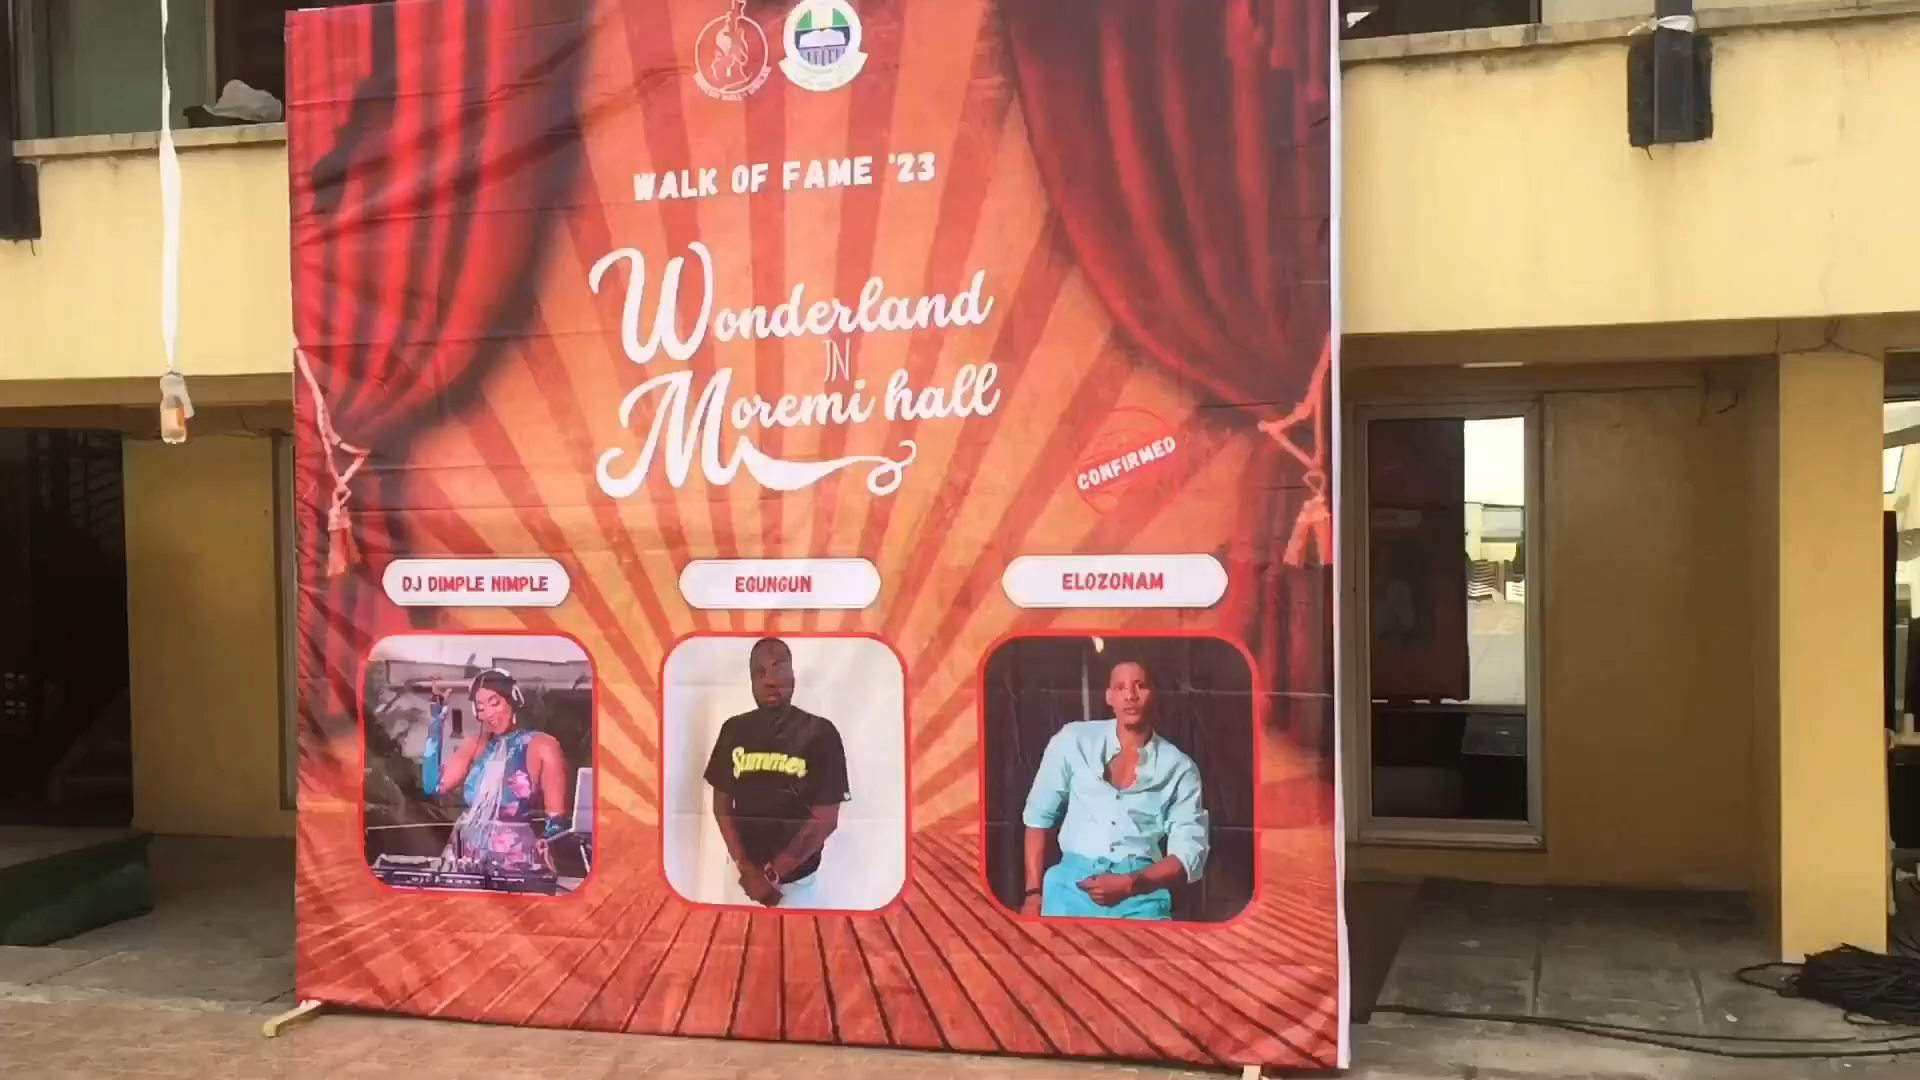 WALK OF FAME '23
Wonderland
IN
Moremi hall
CONFIRMED
DJ DIMPLE NIMPLE
EGUNGUN
ELOZONAM
Summer